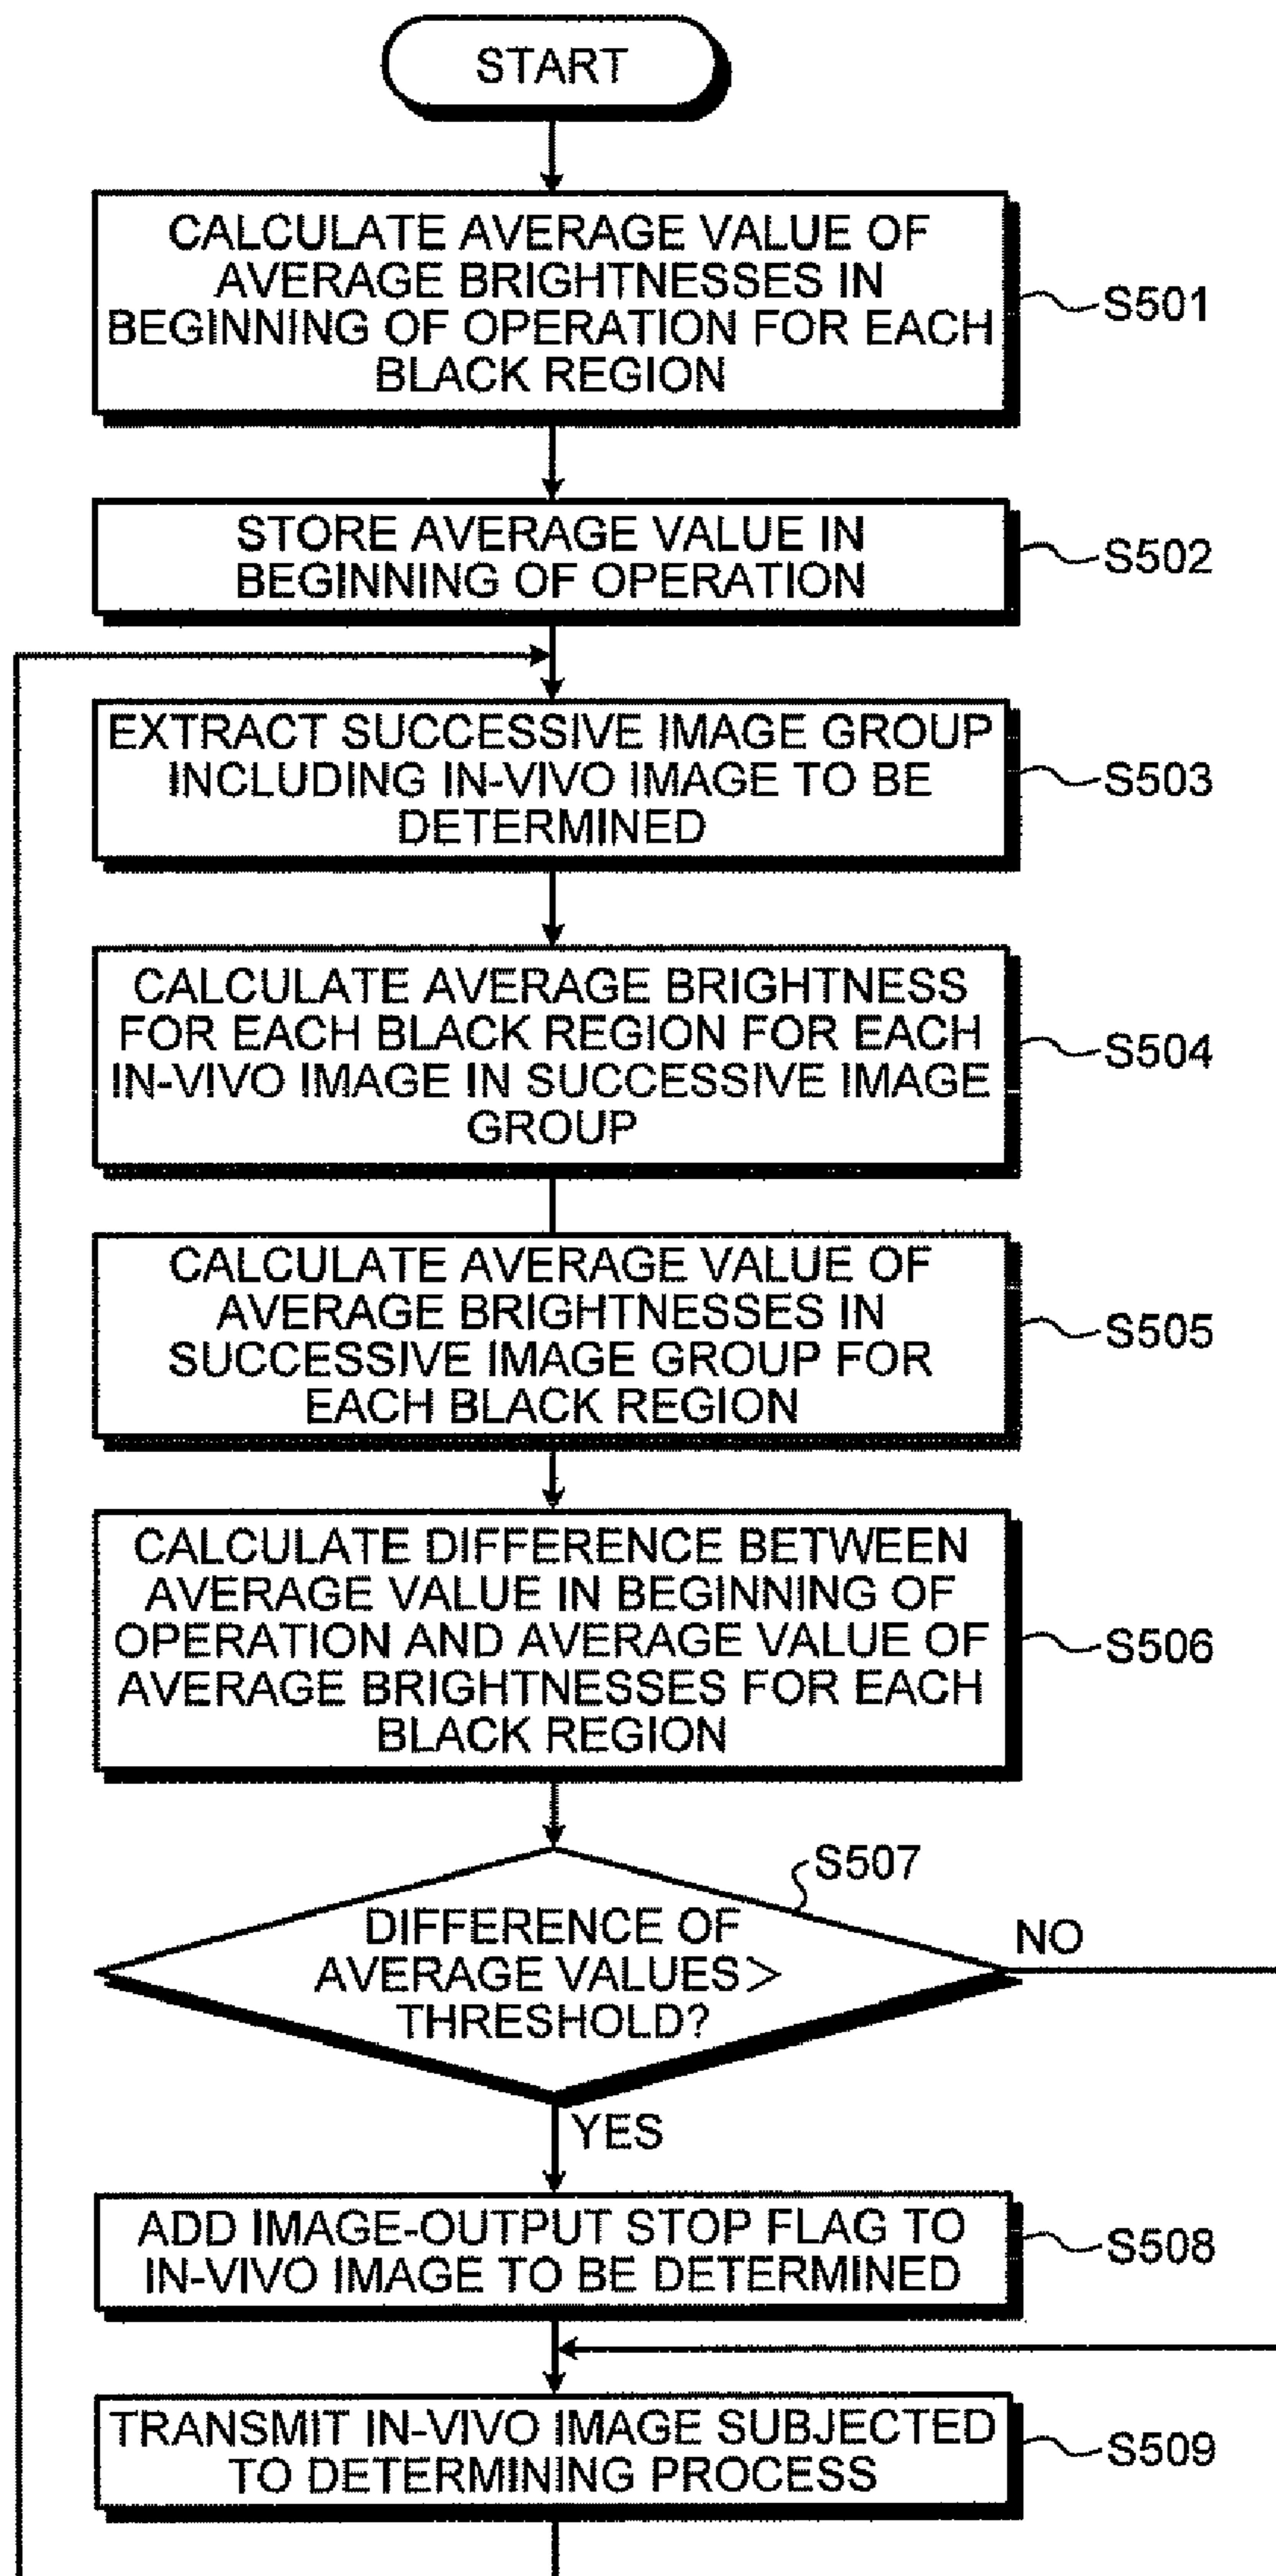 START
CALCULATE AVERAGE VALUE OF
AVERAGE BRIGHTNESSES IN
BEGINNING OF OPERATION FOR EACH
BLACK REGION
S501
STORE AVERAGE VALUE IN
BEGINNING OF OPERATION
S502
EXTRACT SUCCESSIVE IMAGE GROUP
INCLUDING IN-VIVO IMAGE TO BE
DETERMINED
S503
CALCULATE AVERAGE BRIGHTNESS
FOR EACH BLACK REGION FOR EACH
IN-VIVO IMAGE IN SUCCESSIVE IMAGE
GROUP
S504
CALCULATE AVERAGE VALUE OF
AVERAGE BRIGHTNESSES IN
SUCCESSIVE IMAGE GROUP FOR
EACH BLACK REGION
S505
CALCULATE DIFFERENCE BETWEEN
AVERAGE VALUE IN BEGINNING OF
OPERATION AND AVERAGE VALUE OF
AVERAGE BRIGHTNESSES FOR EACH
BLACK REGION
S506
S507
DIFFERENCE OF
AVERAGE VALUES >
THRESHOLD?
NO
YES
ADD IMAGE-OUTPUT STOP FLAG TO
IN-VIVO IMAGE TO BE DETERMINED
S508
TRANSMIT IN-VIVO IMAGE SUBJECTED
TO DETERMINING PROCESS
S509